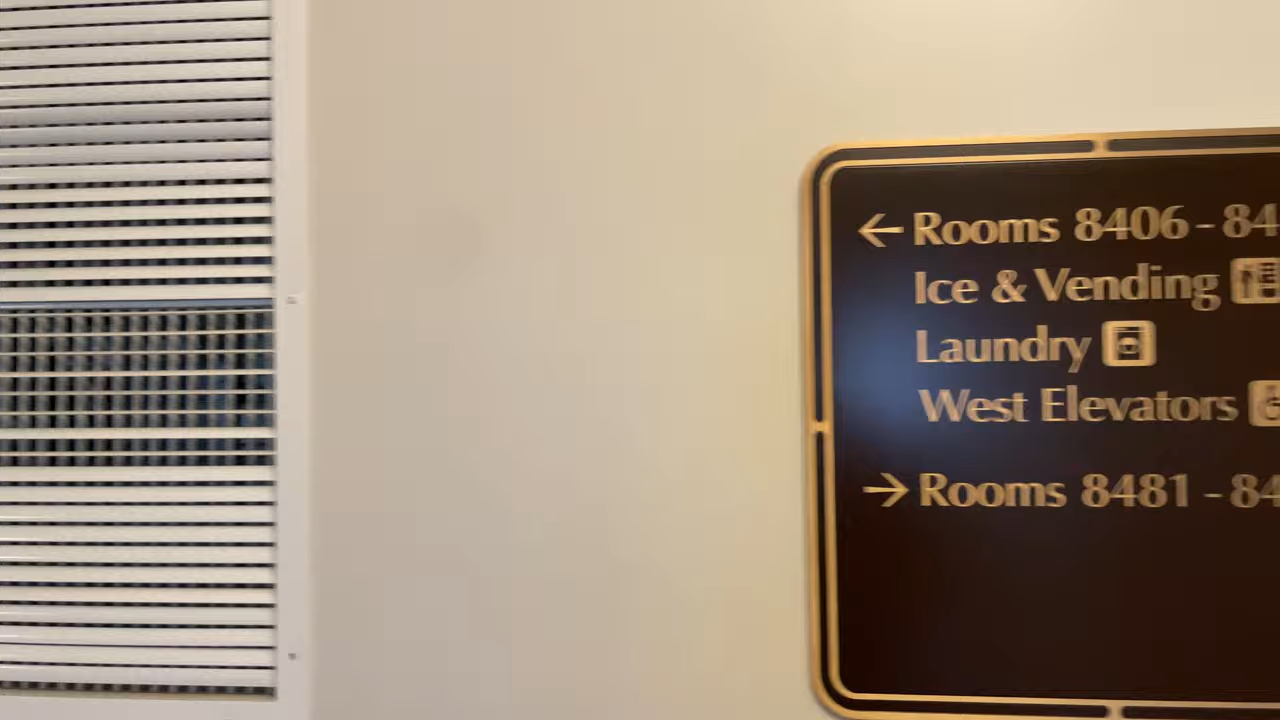 ← Rooms 8406 - 84
Ice & Vending
Laundry
West Elevators
→ Rooms 8481 - 84